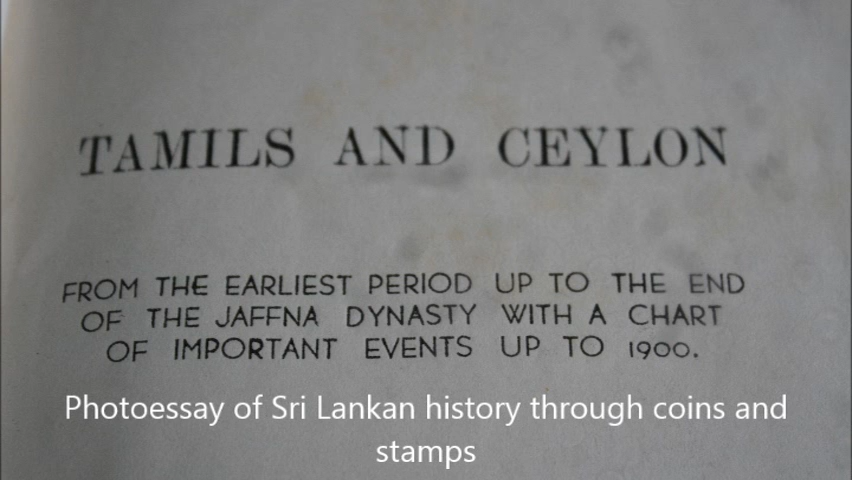 TAMILS AND CEYLON
FROM THE EARLIEST PERIOD UP TO THE END
OF THE JAFFNA DYNASTY WITH A CHART
OF IMPORTANT EVENTS UP TO 1900.
Photoessay of Sri Lankan history through coins and
stamps